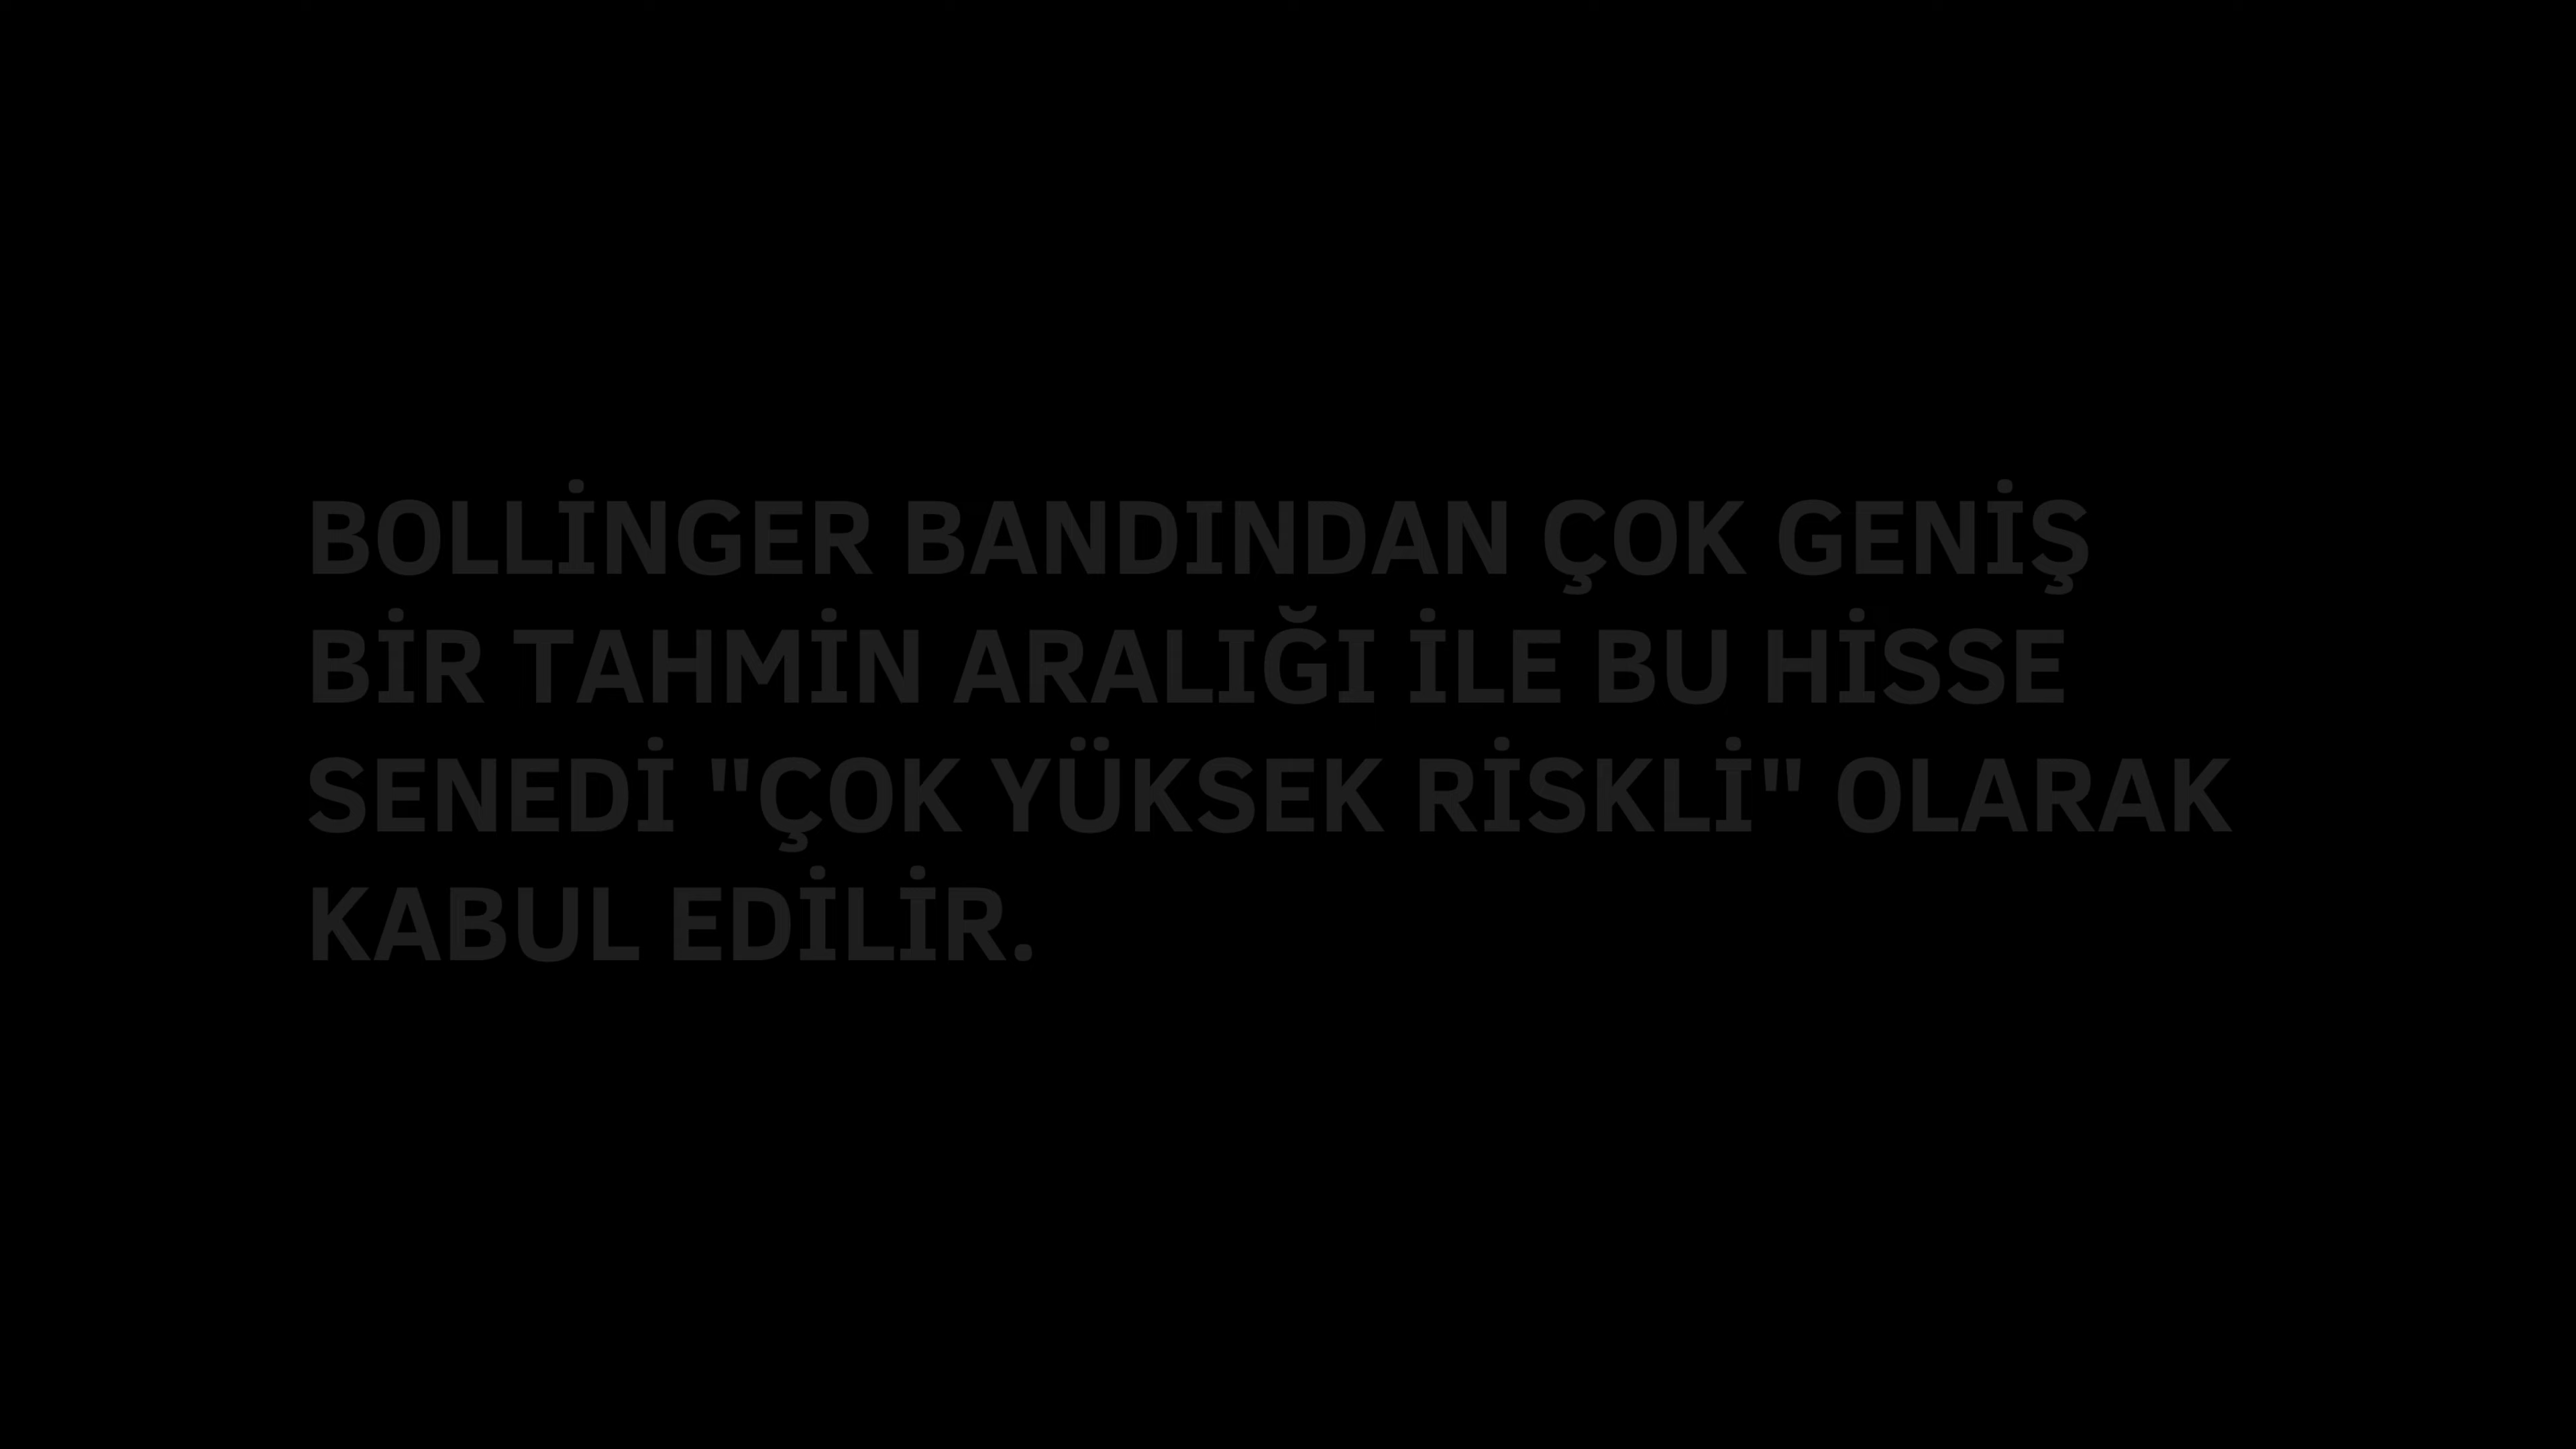 BOLLİNGER BANDINDAN ÇOK GENİŞ
BİR TAHMİN ARALIĞI İLE BU HİSSE
SENEDİ "ÇOK YÜKSEK RİSKLİ" OLARAK
KABUL EDİLİR.